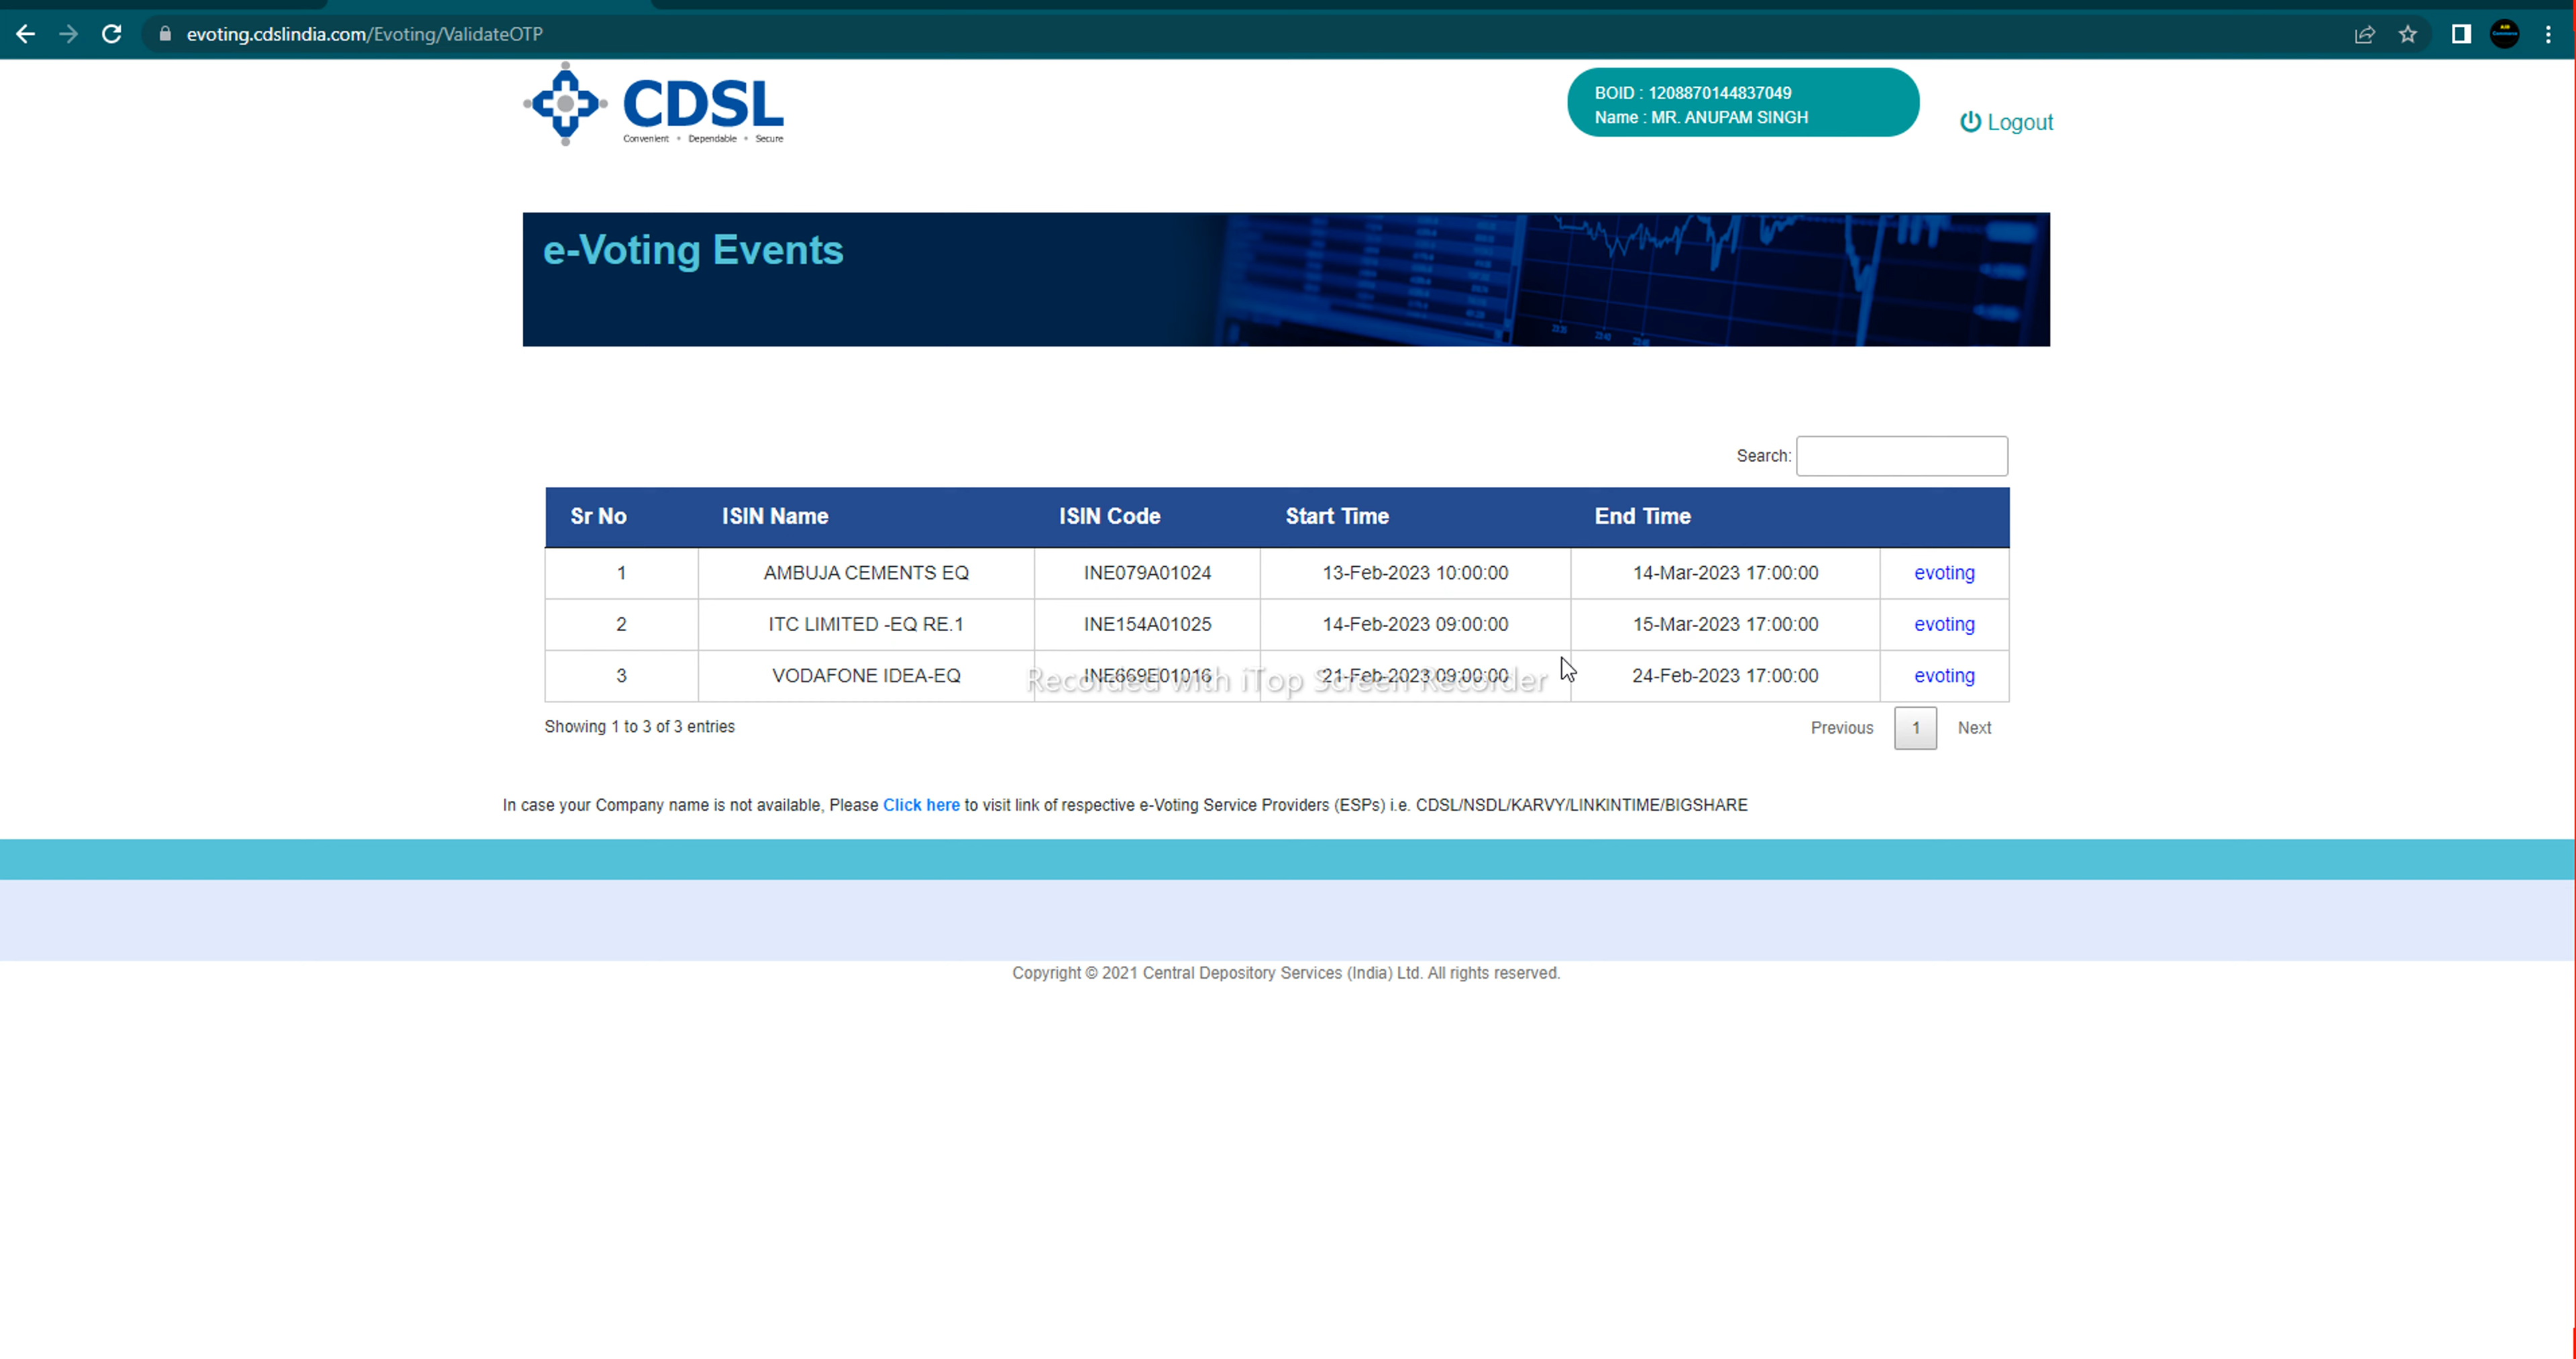 evoting.cdslindia.com/Evoting/ValidateOTP
CDSL
Convenient • Dependable • Secure
BOID : 1208870144837049
Name : MR. ANUPAM SINGH
Logout
e-Voting Events
Search:
Sr No ISIN Name ISIN Code Start Time End Time
1 AMBUJA CEMENTS EQ INE079A01024 13-Feb-2023 10:00:00 14-Mar-2023 17:00:00 evoting
2 ITC LIMITED -EQ RE.1 INE154A01025 14-Feb-2023 09:00:00 15-Mar-2023 17:00:00 evoting
3 VODAFONE IDEA-EQ INE669E01016 21-Feb-2023 09:00:00 24-Feb-2023 17:00:00 evoting
Recorded with iTop Screen Recorder
Showing 1 to 3 of 3 entries
Previous 1 Next
In case your Company name is not available, Please Click here to visit link of respective e-Voting Service Providers (ESPs) i.e. CDSL/NSDL/KARVY/LINKINTIME/BIGSHARE
Copyright © 2021 Central Depository Services (India) Ltd. All rights reserved.